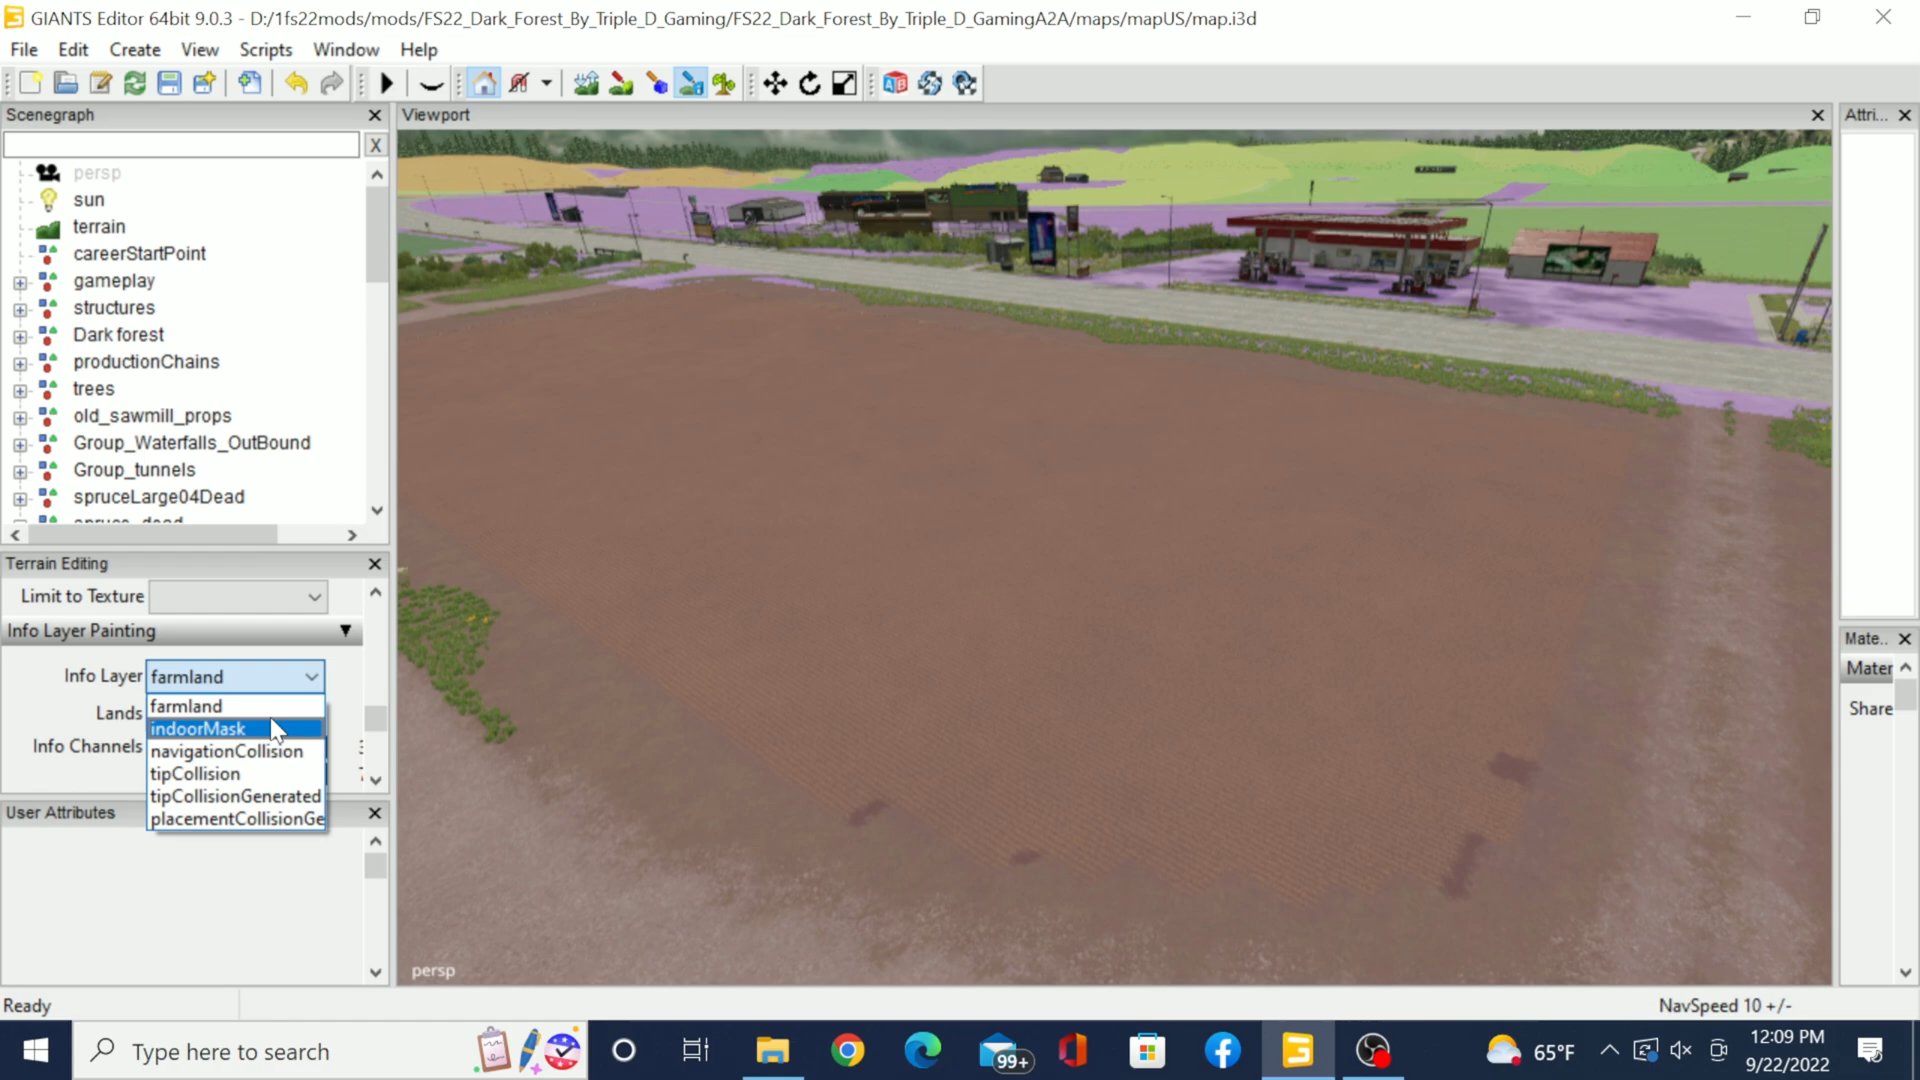 GIANTS Editor 64bit 9.0.3 - D:/1fs22mods/mods/FS22_Dark_Forest_By_Triple_D_Gaming/FS22_Dark_Forest_By_Triple_D_GamingA2A/maps/mapUS/map.i3d
File Edit Create View Scripts Window Help
Scenegraph
Viewport
Attri...
X
persp
sun
terrain
careerStartPoint
gameplay
structures
Dark forest
productionChains
trees
old_sawmill_props
Group_Waterfalls_OutBound
Group_tunnels
spruceLarge04Dead
spruce_dead
Terrain Editing
Limit to Texture
Info Layer Painting
Info Layer farmland
farmland
Lands
indoorMask
Info Channels
navigationCollision
tipCollision
tipCollisionGenerated
placementCollisionGe
User Attributes
Mate..
Mater
Share
persp
Ready
NavSpeed 10 +/-
Type here to search
99+
65°F
12:09 PM
9/22/2022